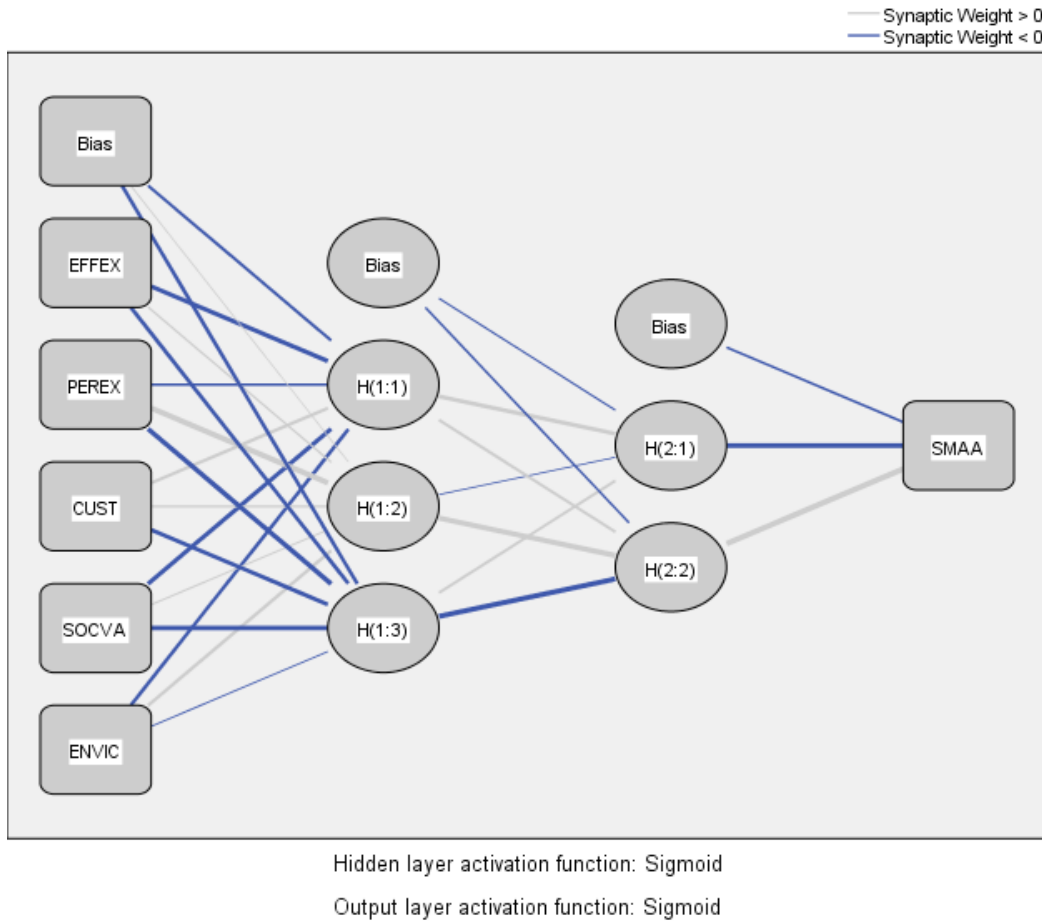 Synaptic Weight > 0
Synaptic Weight < 0
Bias
EFFEX
PEREX
CUST
SOCVA
ENVIC
Bias
H(1:1)
H(1:2)
H(1:3)
Bias
H(2:1)
H(2:2)
SMAA
Hidden layer activation function: Sigmoid
Output layer activation function: Sigmoid